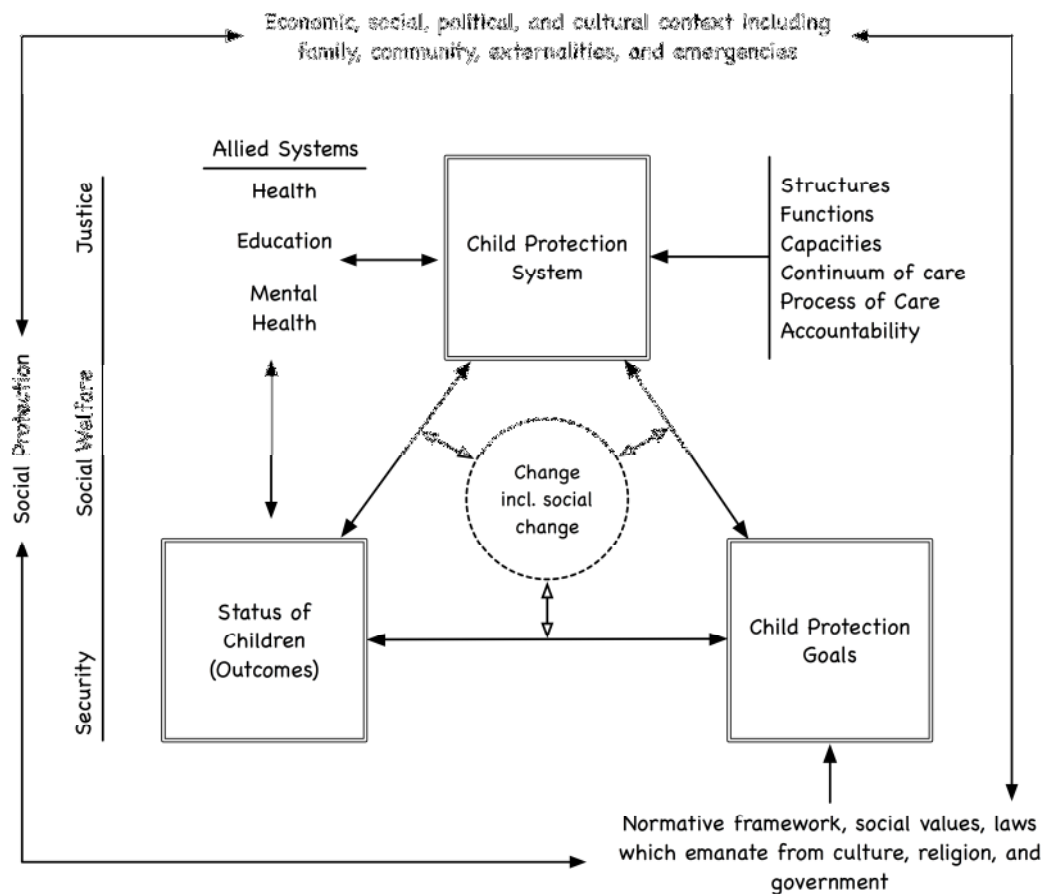 Economic, social, political, and cultural context including
family, community, externalities, and emergencies
Allied Systems
Health
Education
Mental
Health
Child Protection
System
Structures
Functions
Capacities
Continuum of care
Process of Care
Accountability
Justice
Social Welfare
Security
Social Protection
Change
incl. social
change
Status of
Children
(Outcomes)
Child Protection
Goals
Normative framework, social values, laws
which emanate from culture, religion, and
government